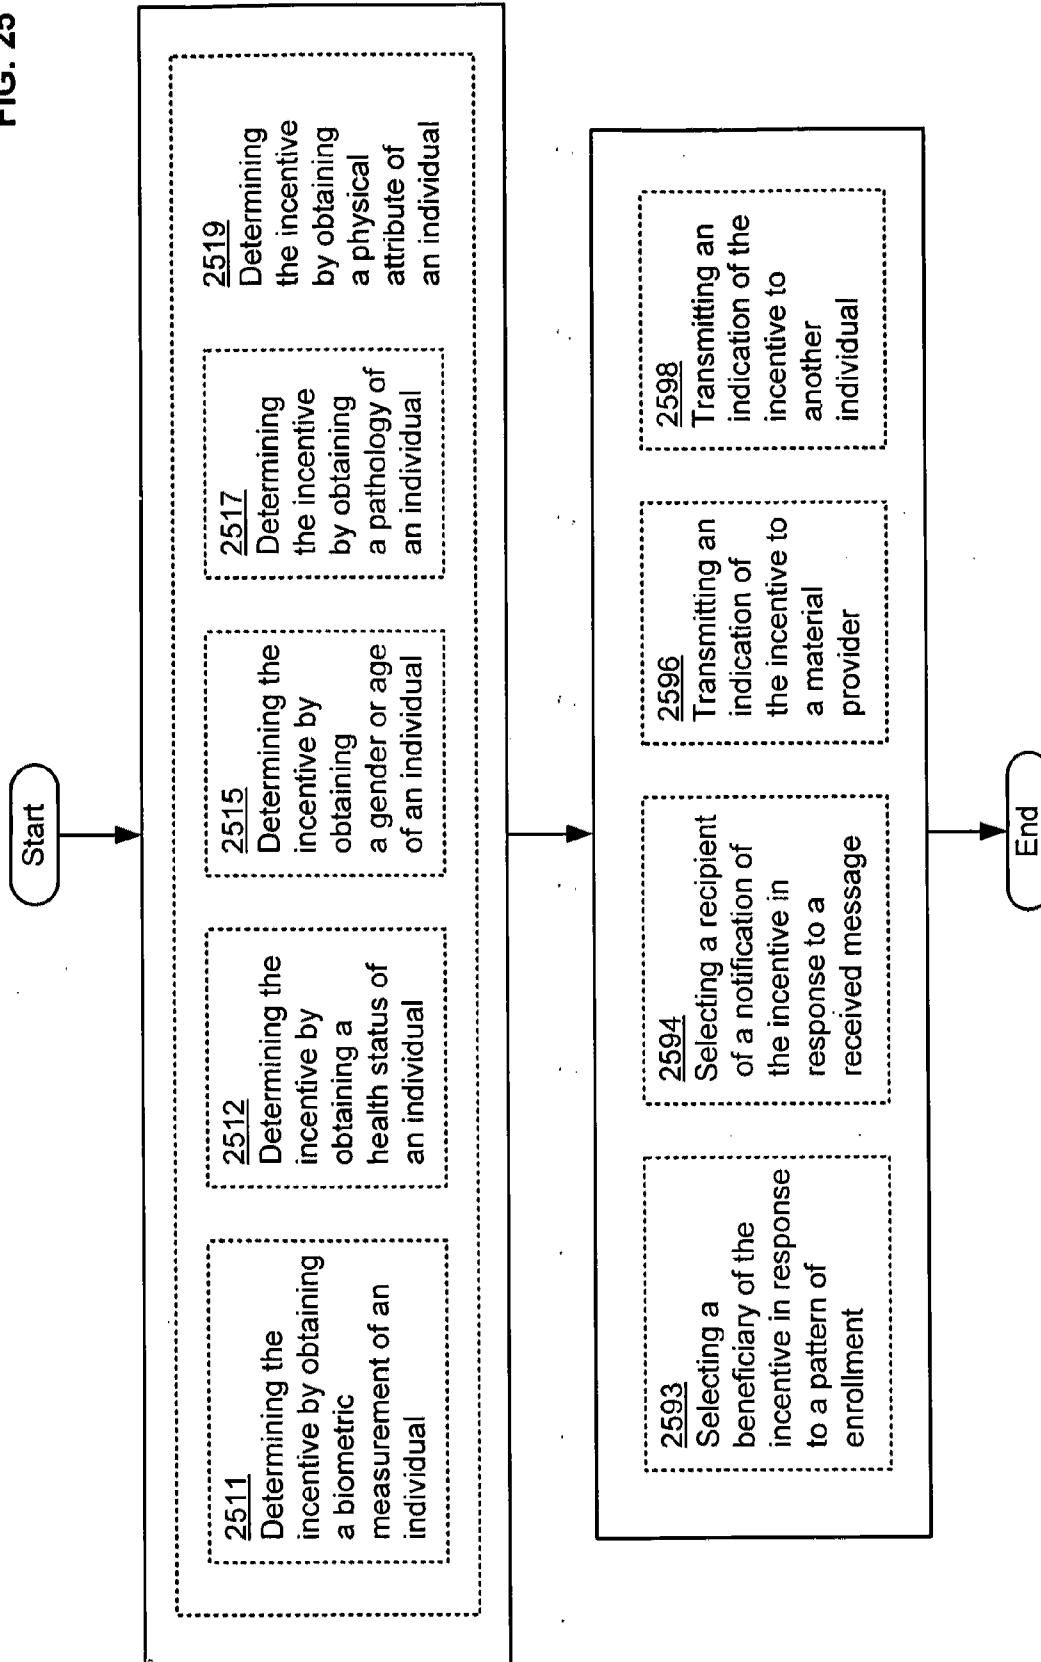 FIG. 25
Start
2511
Determining the
incentive by obtaining
a biometric
measurement of an
individual
2512
Determining the
incentive by
obtaining a
health status of
an individual
2515
Determining the
incentive by
obtaining
a gender or age
of an individual
2517
Determining
the incentive
by obtaining
a pathology of
an individual
2519
Determining
the incentive
by obtaining
a physical
attribute of
an individual
2593
Selecting a
beneficiary of the
incentive in response
to a pattern of
enrollment
2594
Selecting a recipient
of a notification of
the incentive in
response to a
received message
2596
Transmitting an
indication of
the incentive to
a material
provider
2598
Transmitting an
indication of the
incentive to
another
individual
End